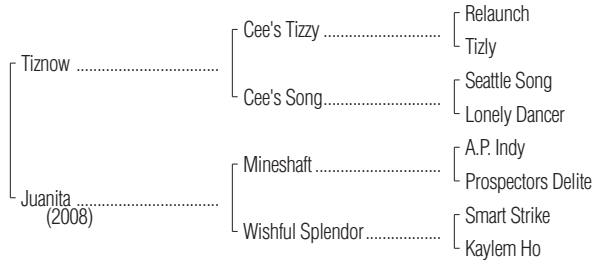 Relaunch
Cee's Tizzy ..............................
Tizly
Tiznow ....................................
Seattle Song
Cee's Song..............................
Lonely Dancer
A.P. Indy
Mineshaft ................................
Prospectors Delite
Juanita ....................................
(2008)
Smart Strike
Wishful Splendor...................
Kaylem Ho